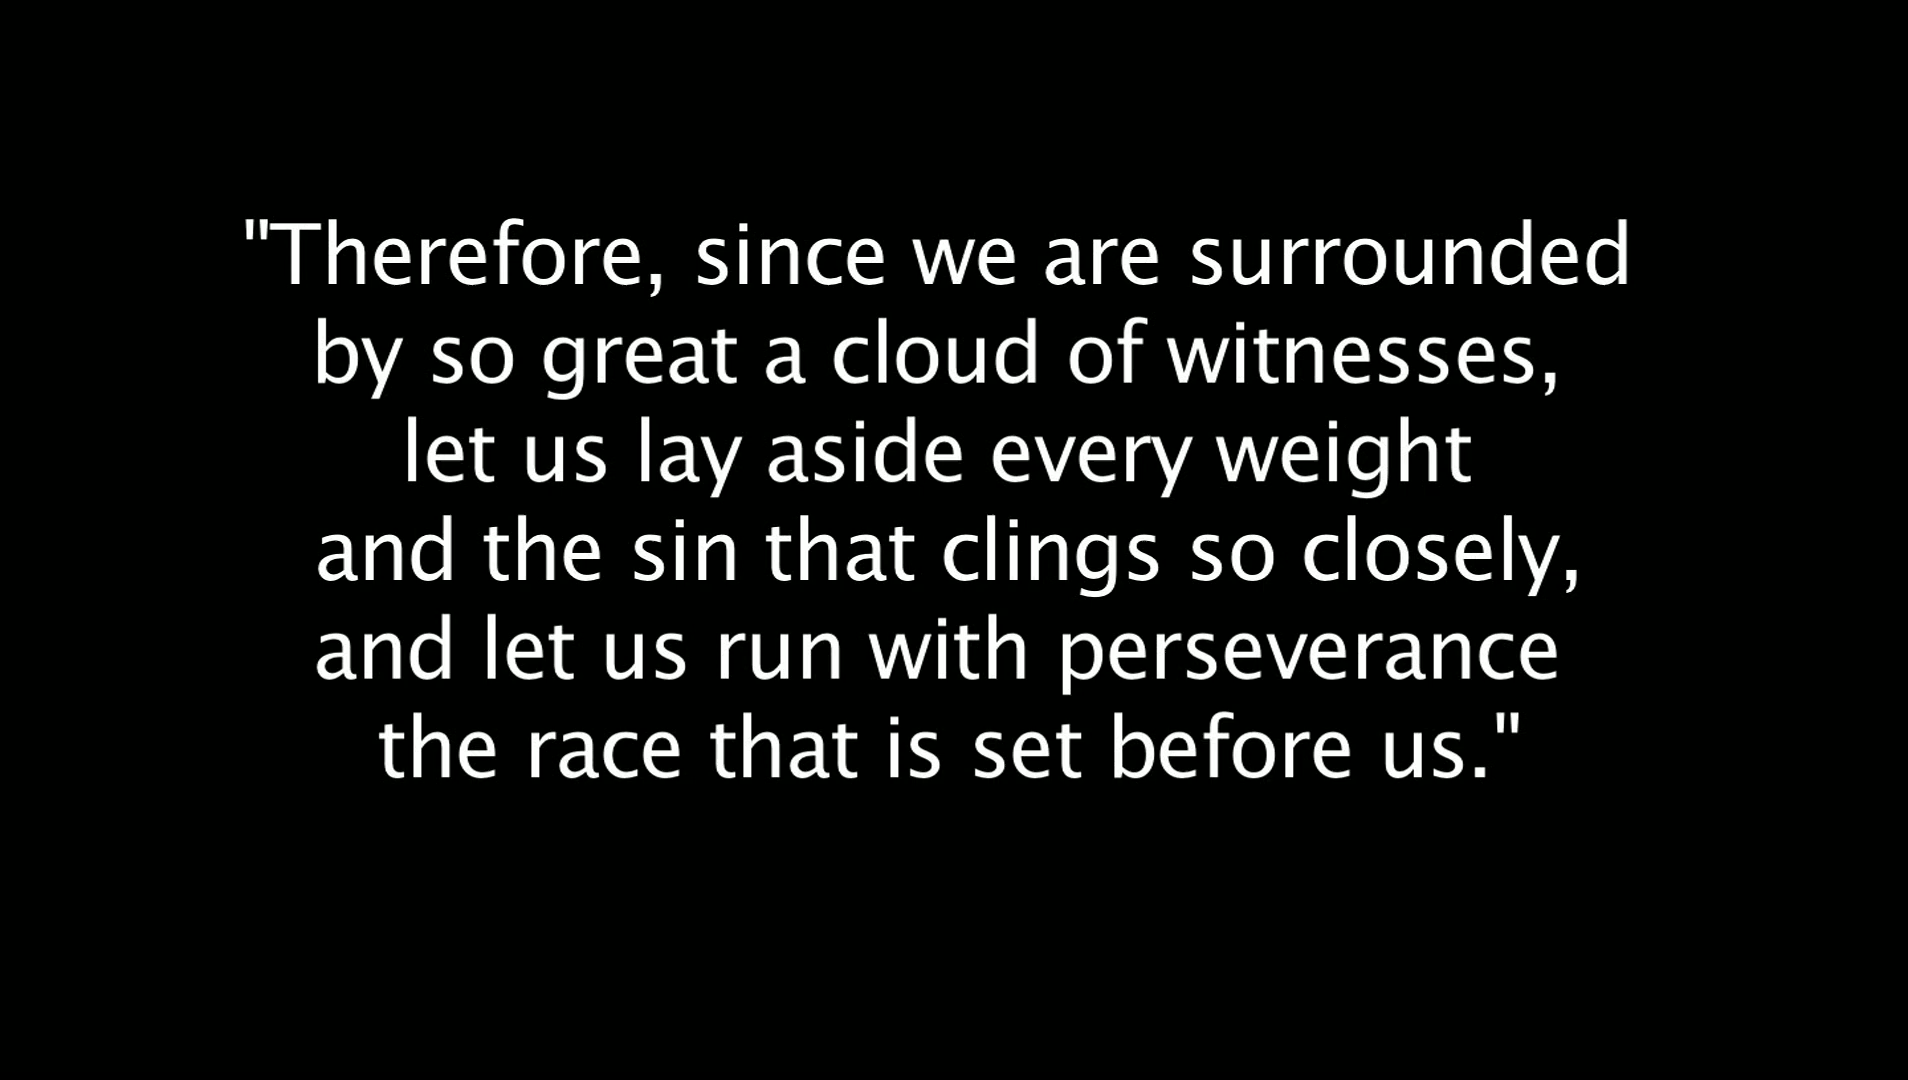 "Therefore, since we are surrounded
by so great a cloud of witnesses,
let us lay aside every weight
and the sin that clings so closely,
and let us run with perseverance
the race that is set before us."